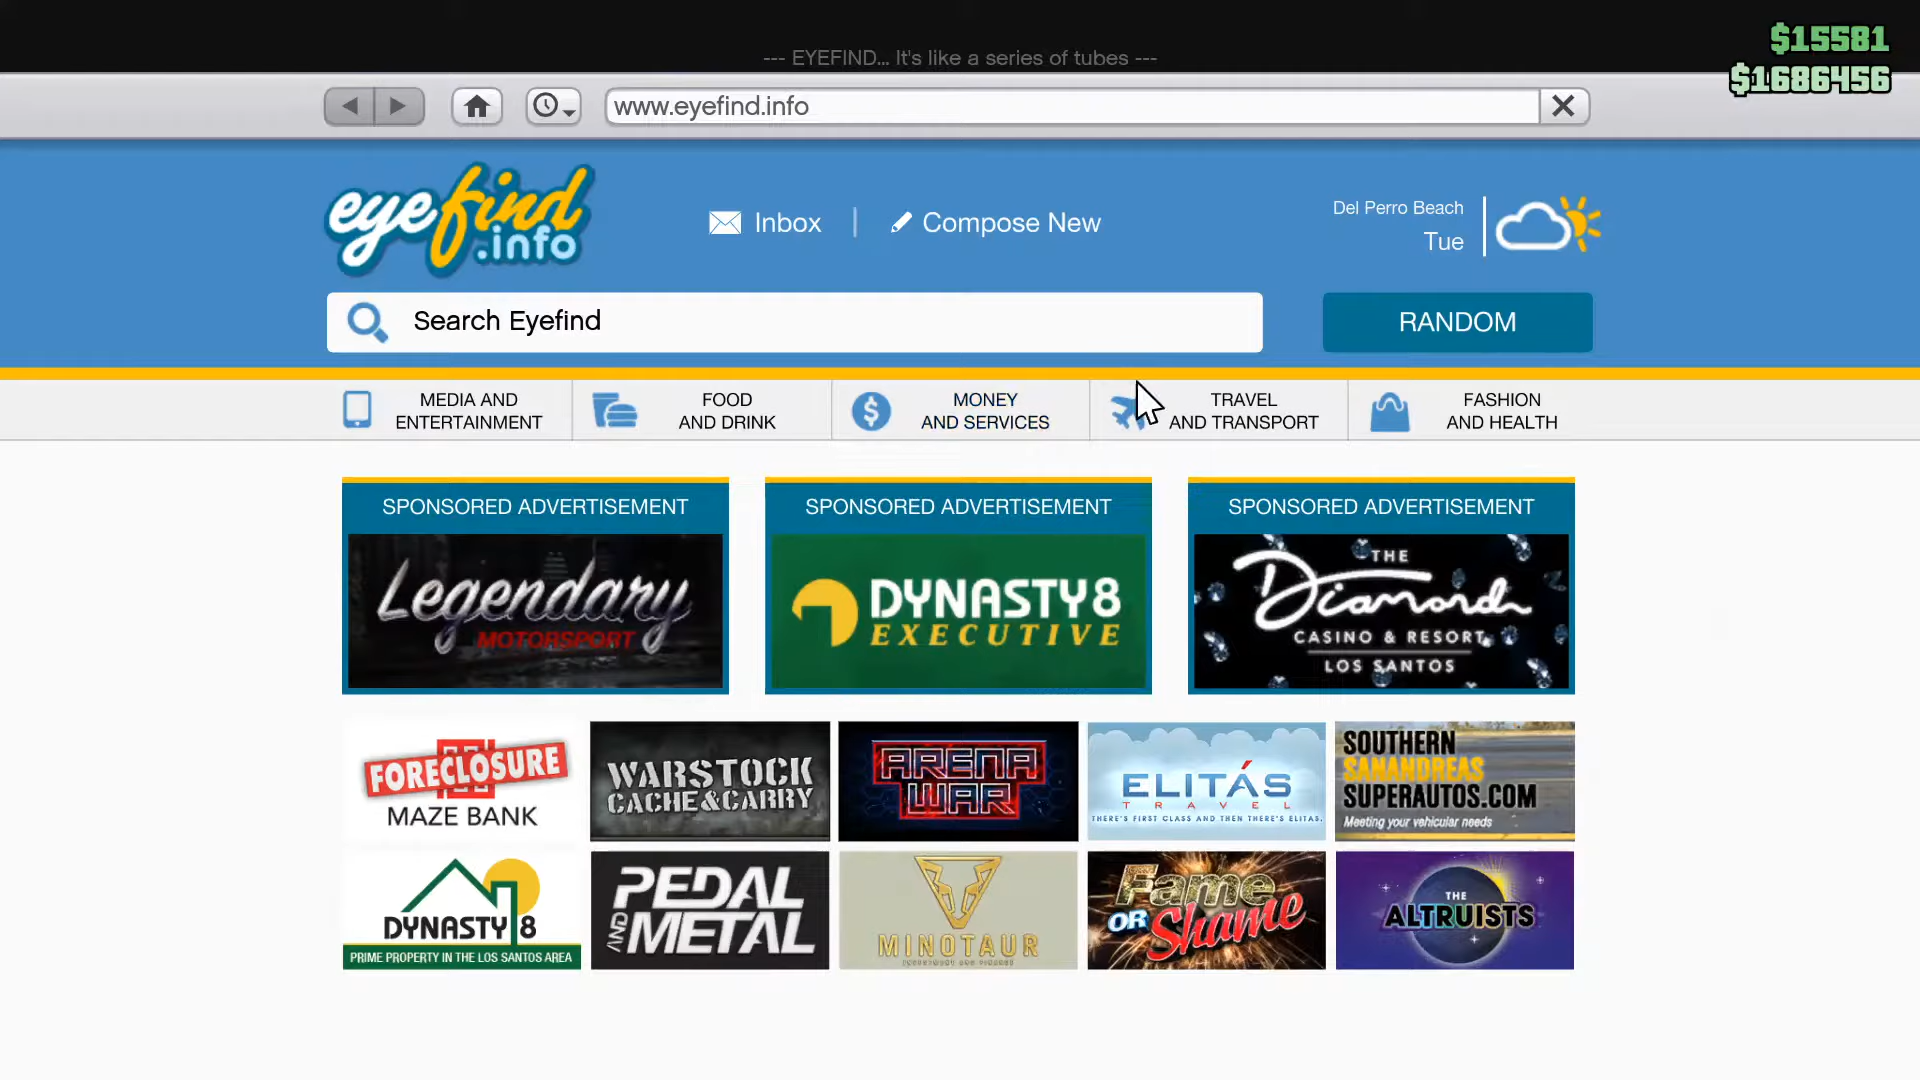 $15581
--- EYEFIND... It's like a series of tubes ---
$1686456
www.eyefind.info
eyefind
.info
Inbox
Compose New
Del Perro Beach
Tue
Search Eyefind
RANDOM
MEDIA AND
ENTERTAINMENT
FOOD
AND DRINK
MONEY
AND SERVICES
TRAVEL
AND TRANSPORT
FASHION
AND HEALTH
SPONSORED ADVERTISEMENT
Legendary
MOTORSPORT
SPONSORED ADVERTISEMENT
DYNASTY8
EXECUTIVE
SPONSORED ADVERTISEMENT
THE
Diamond
CASINO & RESORT
LOS SANTOS
FORECLOSURE
MAZE BANK
WARSTOCK
CACHE&CARRY
ARENA
WAR
ELITÁS
TRAVEL
THERE'S FIRST CLASS AND THEN THERE'S ELITAS.
SOUTHERN
SANANDREAS
SUPERAUTOS.COM
Meeting your vehicular needs
DYNASTY 8
PRIME PROPERTY IN THE LOS SANTOS AREA
PEDAL
AND METAL
MINOTAUR
Fame
OR Shame
THE
ALTRUISTS